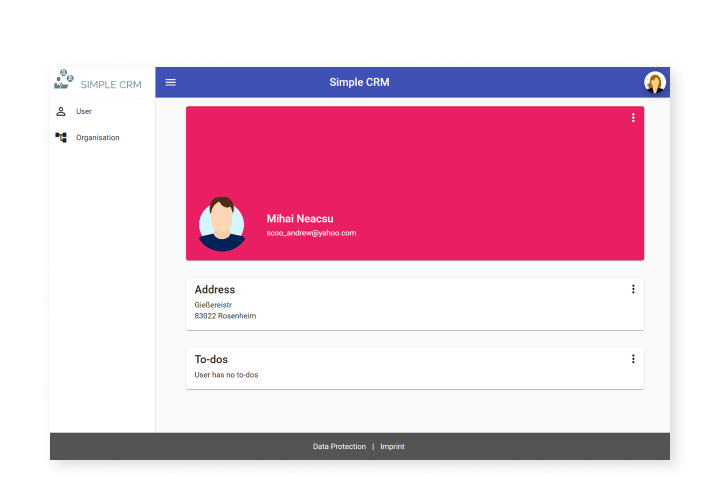 SIMPLE CRM
Simple CRM
User
Organisation
Mihai Neacsu
scoo_andrew@yahoo.com
Address
Gießereistr
83022 Rosenheim
To-dos
User has no to-dos
Data Protection | Imprint